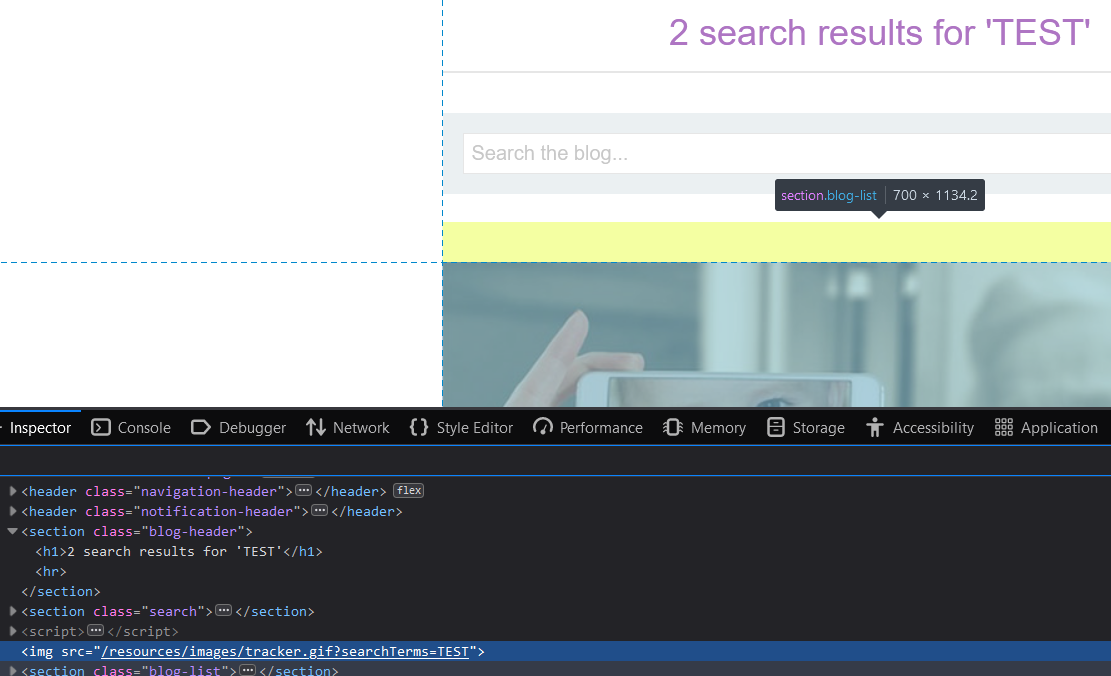 2 search results for 'TEST'
Search the blog...
section.blog-list 700 × 1134.2
Inspector Console Debugger Network Style Editor Performance Memory Storage Accessibility Application
<header class="navigation-header"> ... </header> flex
<header class="notification-header"> ... </header>
<section class="blog-header">
<h1>2 search results for 'TEST'</h1>
<hr>
</section>
<section class="search"> ... </section>
<script> ... </script>
<img src="/resources/images/tracker.gif?searchTerms=TEST">
<section class="blog-list"> ... </section>